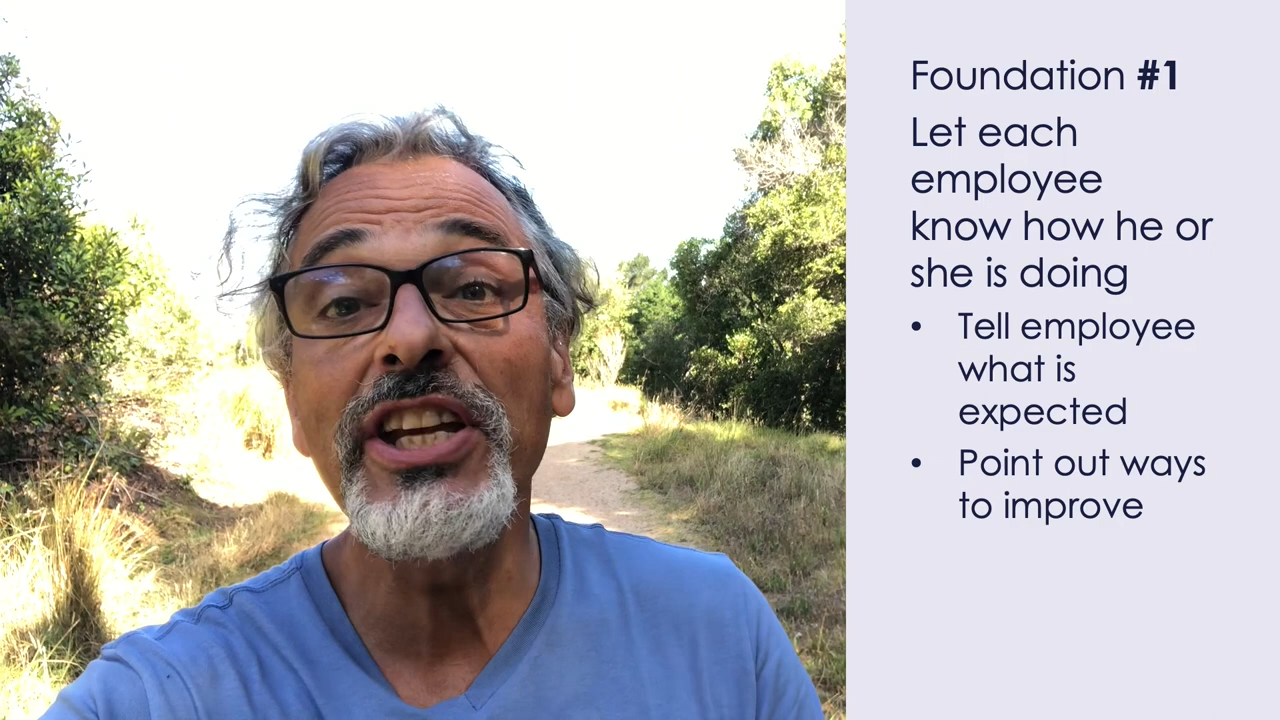 Foundation #1
Let each
employee
know how he or
she is doing
• Tell employee
what is
expected
• Point out ways
to improve